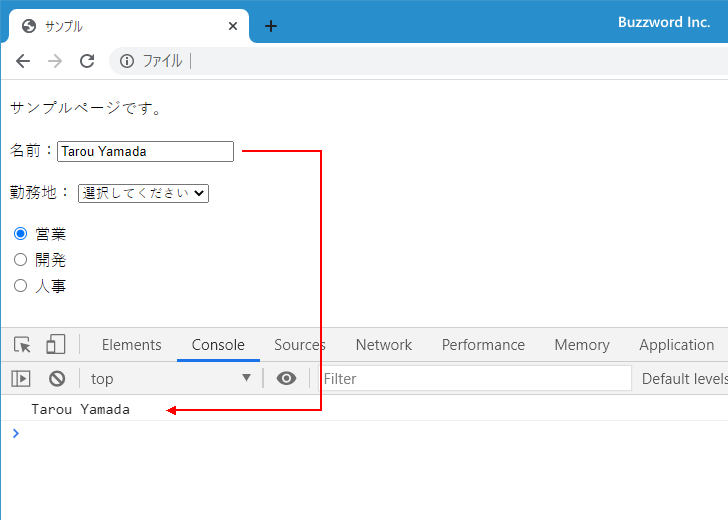 サンプル
Buzzword Inc.
ファイル
サンプルページです。
名前：Tarou Yamada
勤務地： 選択してください
営業
開発
人事
Elements Console Sources Network Performance Memory Application
top Filter Default levels
Tarou Yamada